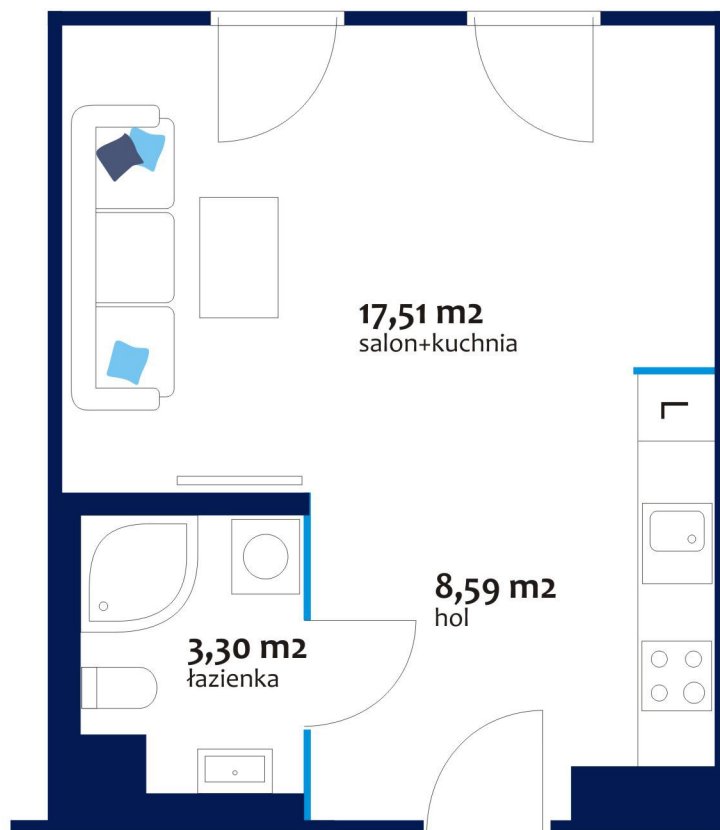 17,51 m2
salon+kuchnia
L
8,59 m2
hol
3,30 m2
łazienka